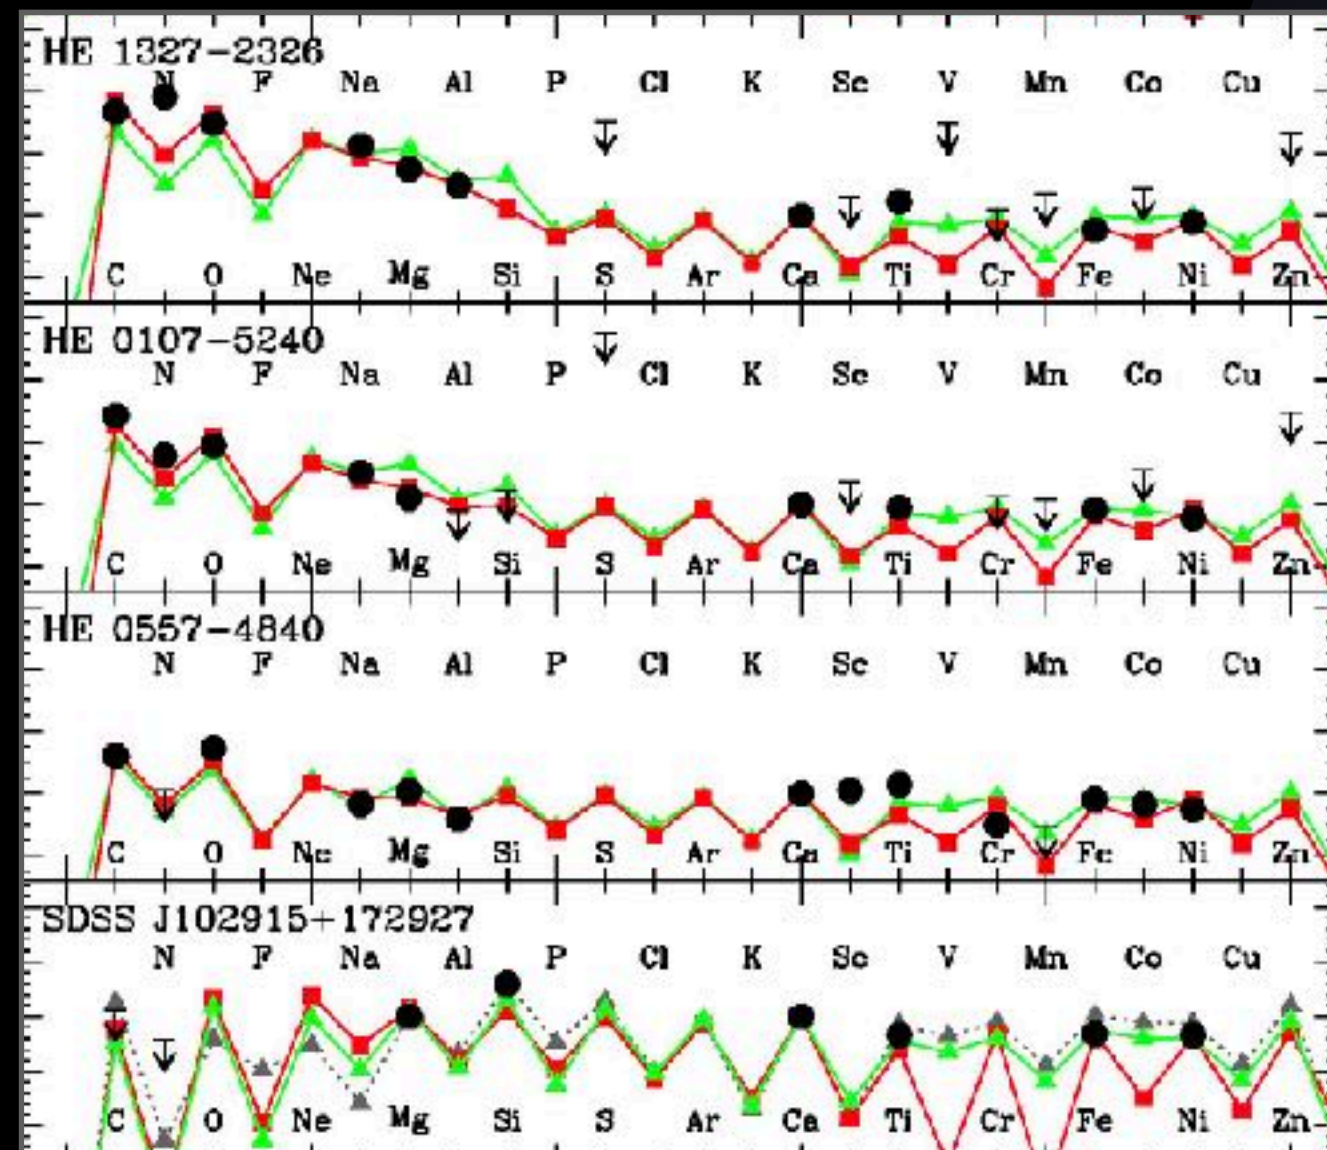 HE 1327-2326
N F Na Al P Cl K Sc V Mn Co Cu
C O Ne Mg Si S Ar Ca Ti Cr Fe Ni Zn
HE 0107-5240
N F Na Al P Cl K Sc V Mn Co Cu
C O Ne Mg Si S Ar Ca Ti Cr Fe Ni Zn
HE 0557-4840
N F Na Al P Cl K Sc V Mn Co Cu
C O Ne Mg Si S Ar Ca Ti Cr Fe Ni Zn
SDSS J102915+172927
N F Na Al P Cl K Sc V Mn Co Cu
C O Ne Mg Si S Ar Ca Ti Cr Fe Ni Zn